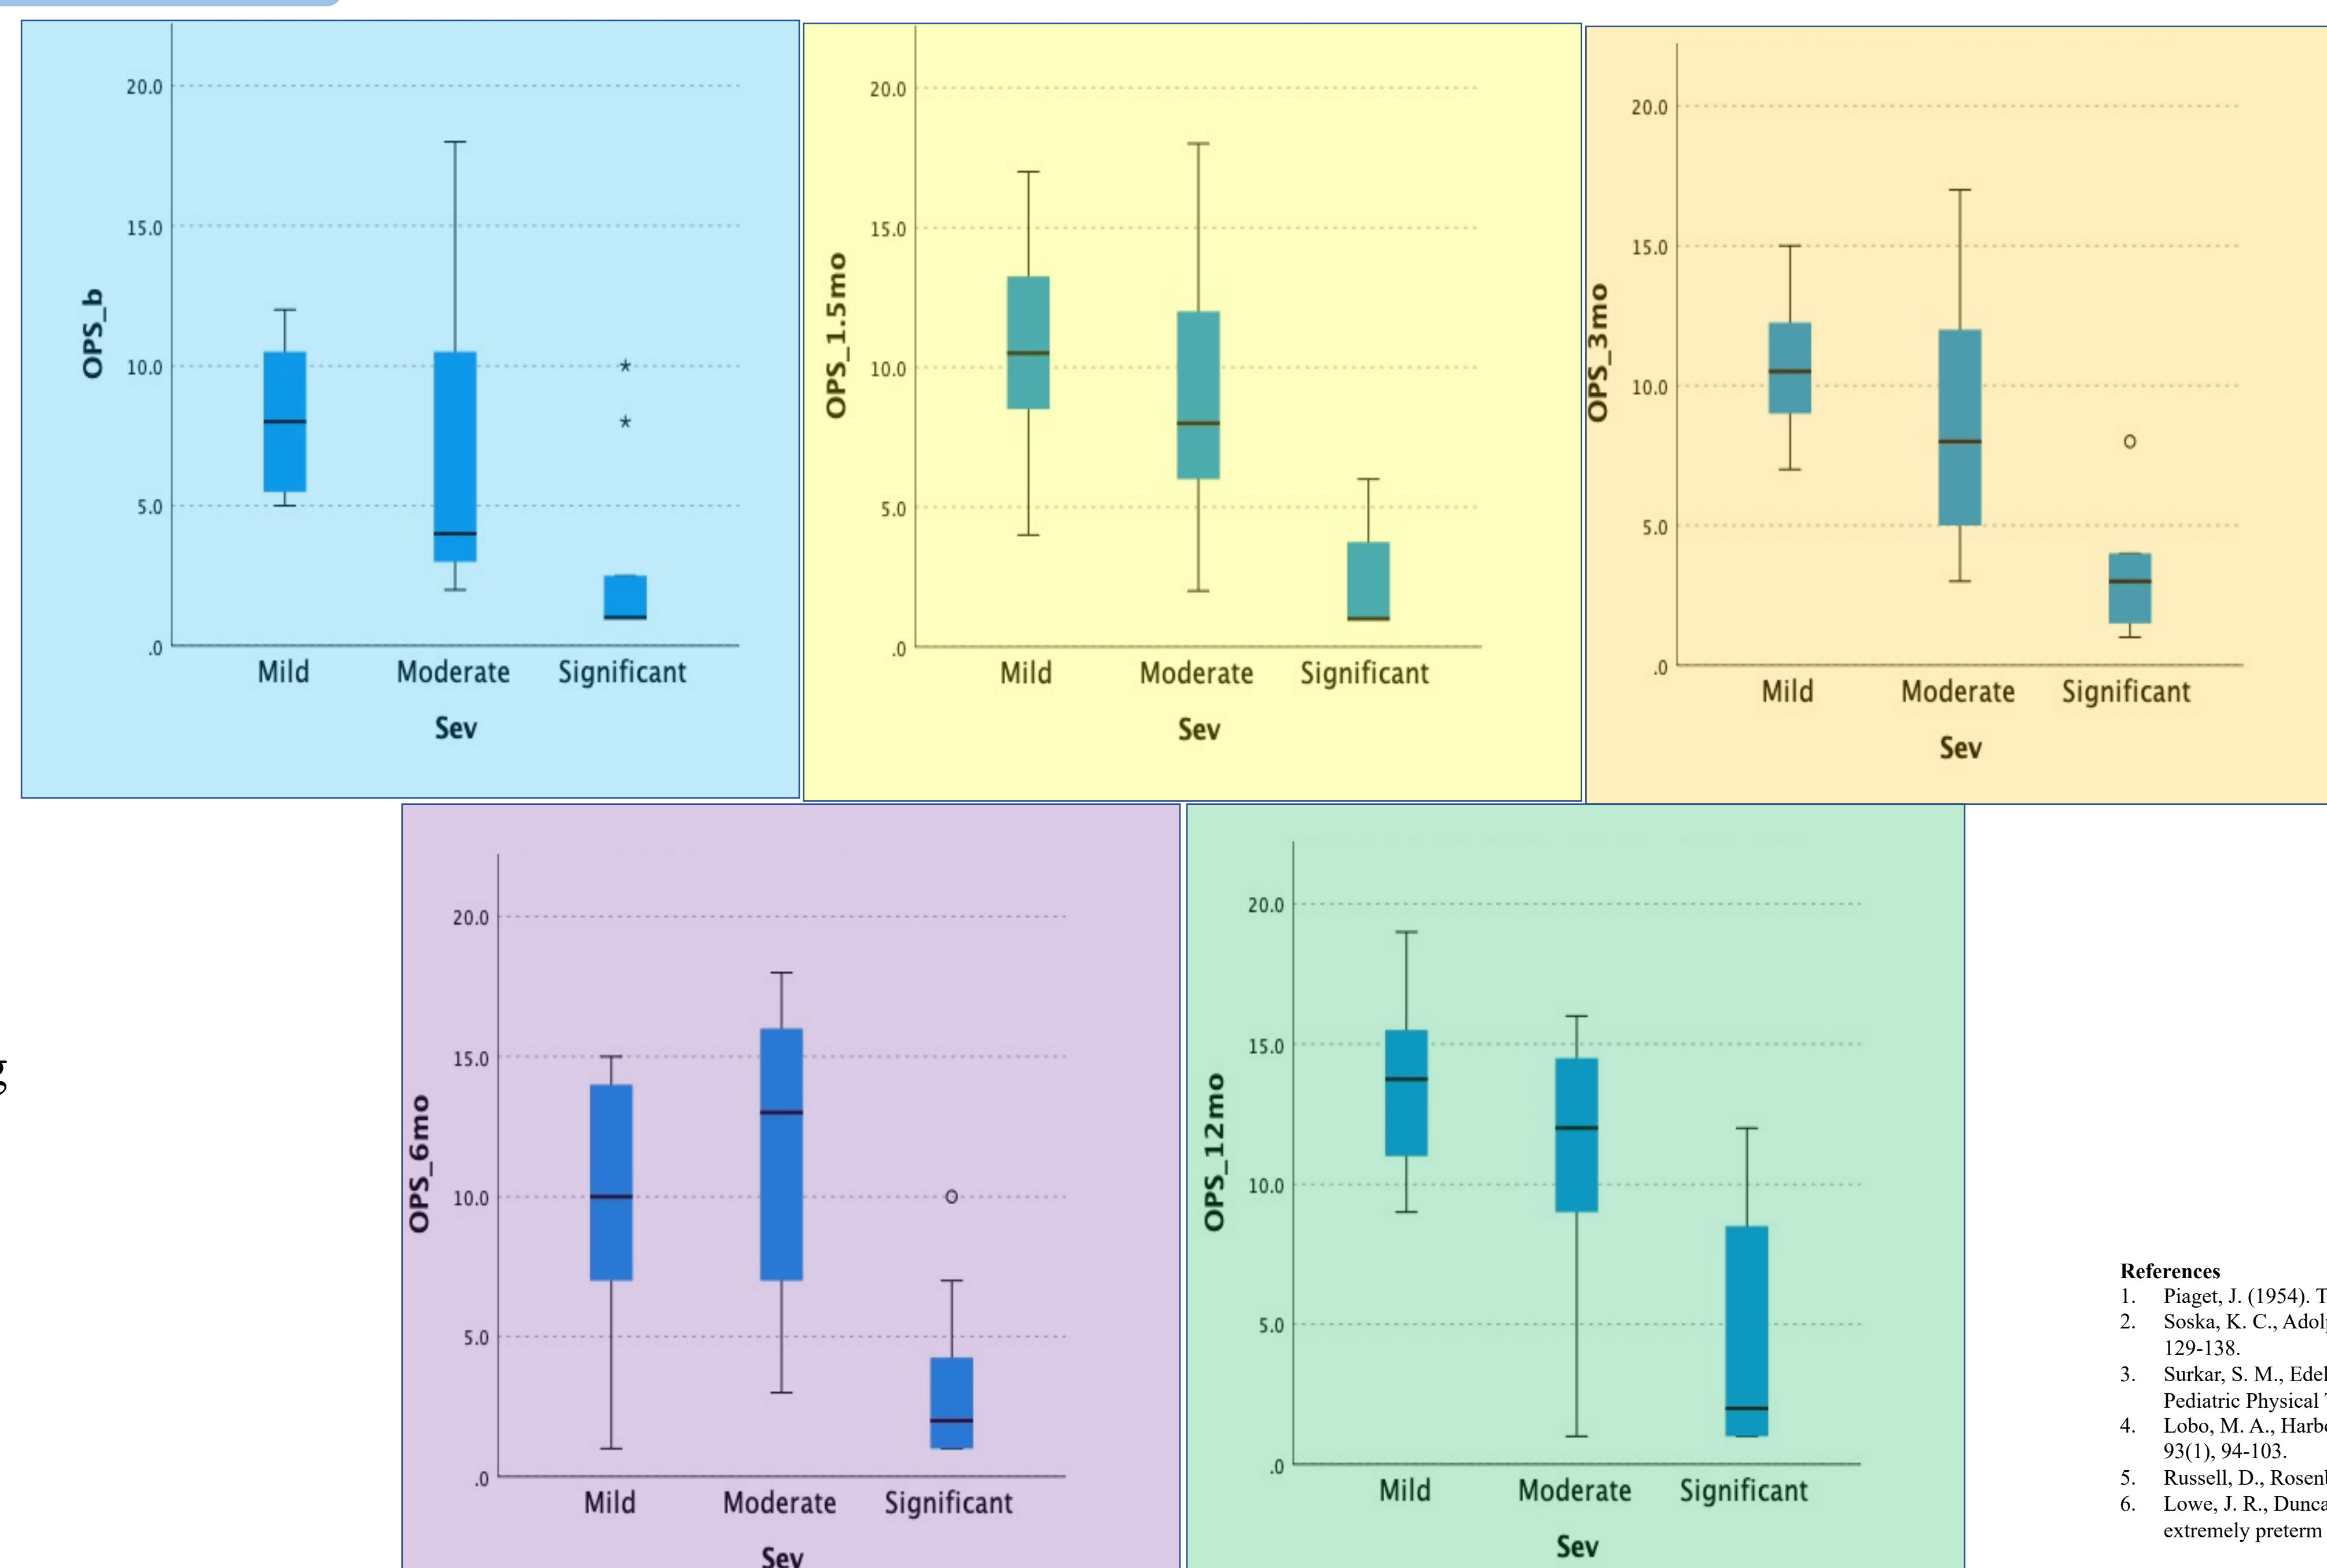 20.0
15.0
10.0
5.0
.0
OPS_b
Mild Moderate Significant
Sev
20.0
15.0
10.0
5.0
.0
OPS_1.5mo
Mild Moderate Significant
Sev
20.0
15.0
10.0
5.0
.0
OPS_3mo
Mild Moderate Significant
Sev
g
20.0
15.0
10.0
5.0
.0
OPS_6mo
Mild Moderate Significant
Sev
20.0
15.0
10.0
5.0
.0
OPS_12mo
Mild Moderate Significant
Sev
References
1. Piaget, J. (1954). T
2. Soska, K. C., Adol
129-138.
3. Surkar, S. M., Edel
Pediatric Physical
4. Lobo, M. A., Harb
93(1), 94-103.
5. Russell, D., Rosen
6. Lowe, J. R., Dunca
extremely preterm